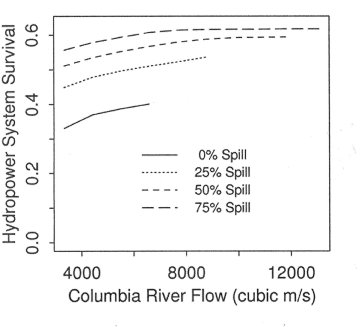 Hydropower System Survival
0.6
0.4
0.2
0.0
0% Spill
25% Spill
50% Spill
75% Spill
4000 8000 12000
Columbia River Flow (cubic m/s)